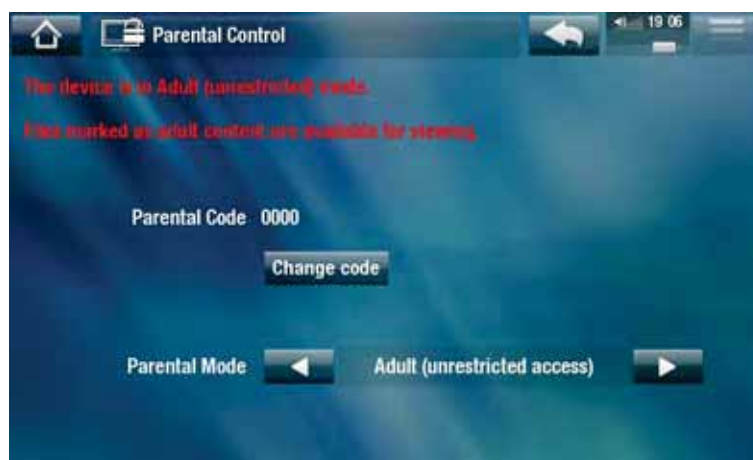 Parental Control
19 06
The device is in Adult (unrestricted) mode.
Files marked as adult content are available for viewing.
Parental Code 0000
Change code
Parental Mode Adult (unrestricted access)